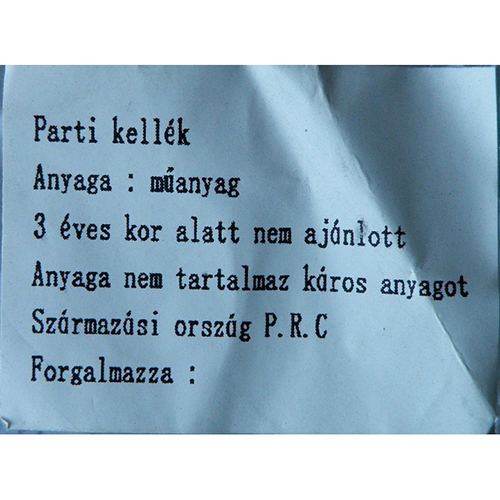 Parti kellék
Anyaga : műanyag
3 éves kor alatt nem ajánlott
Anyaga nem tartalmaz káros anyagot
Származási ország P.R.C
Forgalmazza :